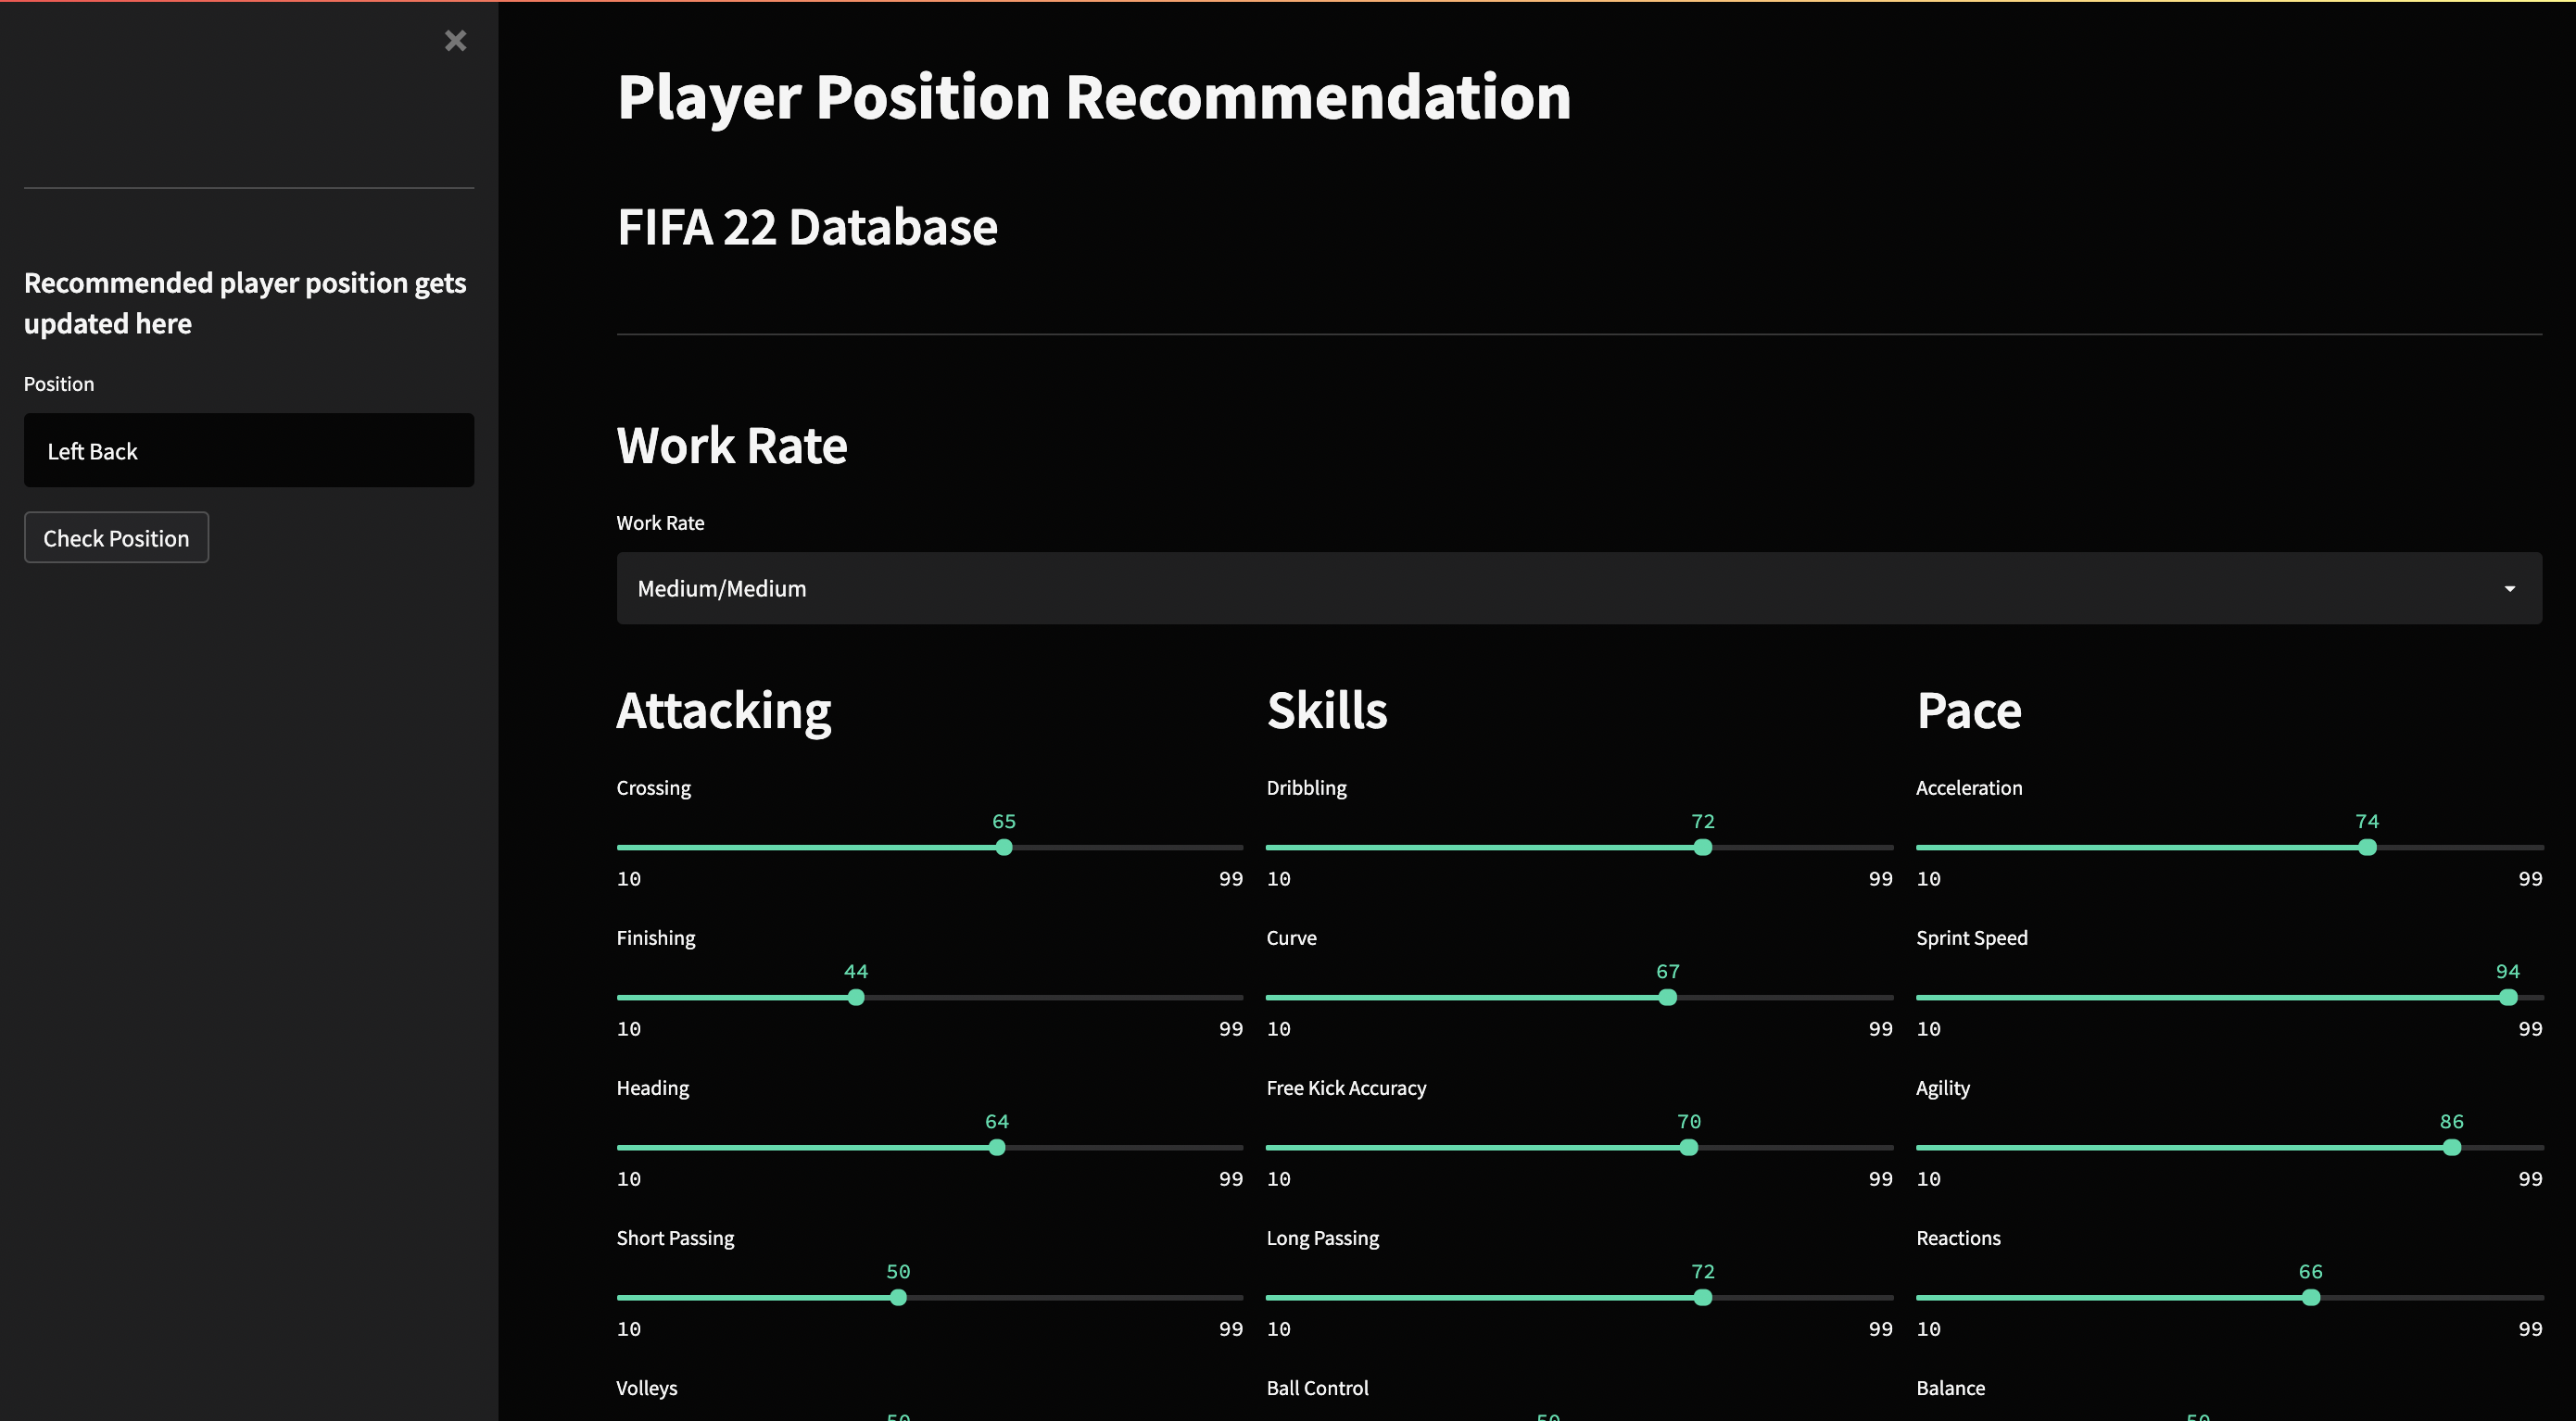 Recommended player position gets
updated here
Position
Left Back
Check Position
Player Position Recommendation
FIFA 22 Database
Work Rate
Work Rate
Medium/Medium
Attacking
Crossing
65
10 99
Finishing
44
10 99
Heading
64
10 99
Short Passing
50
10 99
Volleys
50
Skills
Dribbling
72
10 99
Curve
67
10 99
Free Kick Accuracy
70
10 99
Long Passing
72
10 99
Ball Control
50
Pace
Acceleration
74
10 99
Sprint Speed
94
10 99
Agility
86
10 99
Reactions
66
10 99
Balance
50